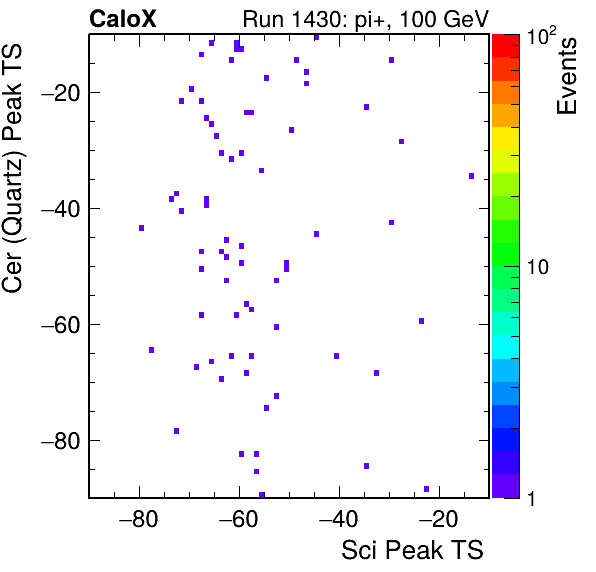 CaloX Run 1430: pi+, 100 GeV
Cer (Quartz) Peak TS
−20
−40
−60
−80
−80 −60 −40 −20
Sci Peak TS
10²
10
1
Events